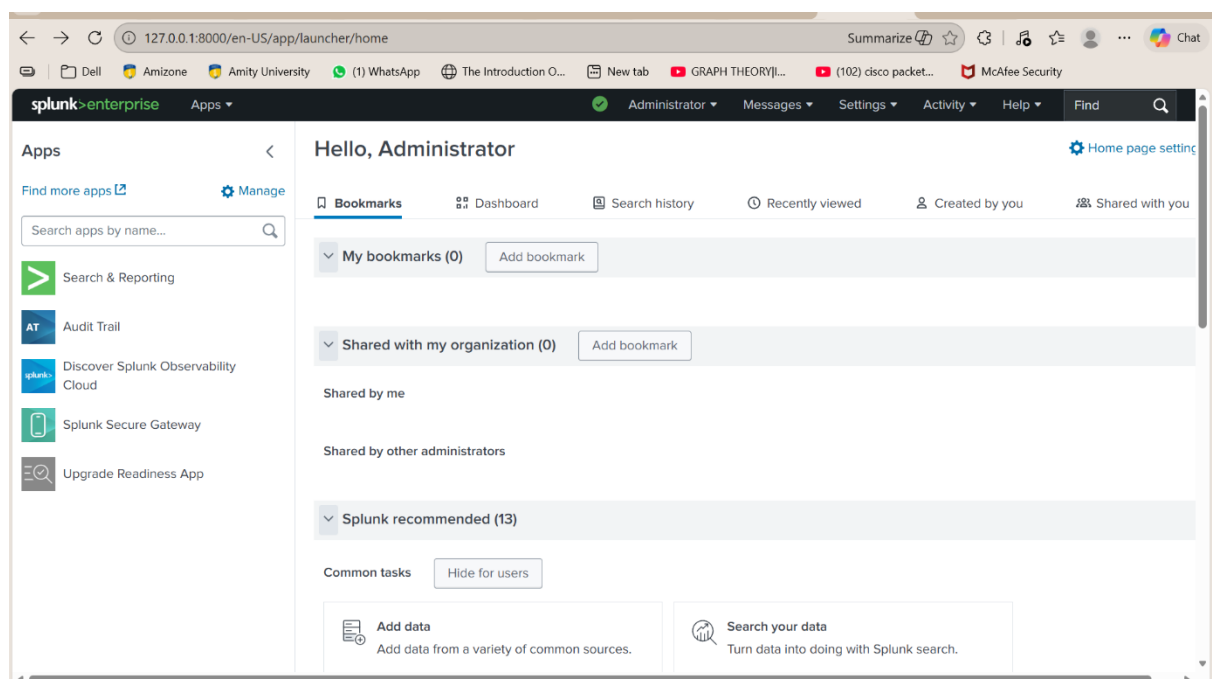 127.0.0.1:8000/en-US/app/launcher/home Summarize Chat
Dell Amizone Amity University (1) WhatsApp The Introduction O... New tab GRAPH THEORY|I... (102) cisco packet... McAfee Security
splunk>enterprise Apps Administrator Messages Settings Activity Help Find
Apps
Find more apps Manage
Search apps by name...
Search & Reporting
AT Audit Trail
splunk> Discover Splunk Observability
Cloud
Splunk Secure Gateway
Upgrade Readiness App
Hello, Administrator
Home page setting
Bookmarks Dashboard Search history Recently viewed Created by you Shared with you
My bookmarks (0) Add bookmark
Shared with my organization (0) Add bookmark
Shared by me
Shared by other administrators
Splunk recommended (13)
Common tasks Hide for users
Add data
Add data from a variety of common sources.
Search your data
Turn data into doing with Splunk search.